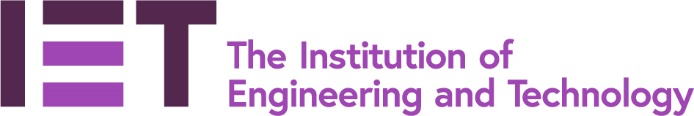 IET
The Institution of
Engineering and Technology